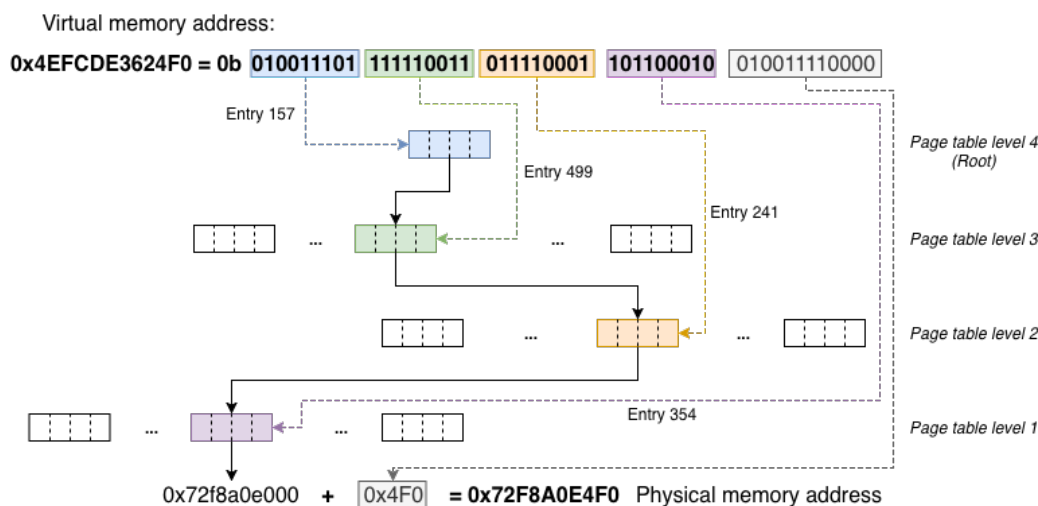 Virtual memory address:
0x4EFCDE3624F0 = 0b 010011101 111110011 011110001 101100010 010011110000
Entry 157
Page table level 4
(Root)
Entry 499
Entry 241
... ... Page table level 3
... ... Page table level 2
Entry 354
... ... Page table level 1
0x72f8a0e000 + 0x4F0 = 0x72F8A0E4F0 Physical memory address